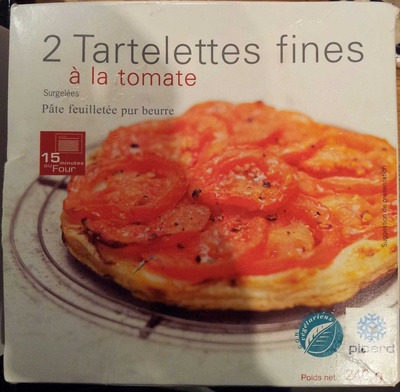 2 Tartelettes fines
à la tomate
Surgelées
Pâte feuilletée pur beurre
15 minutes
au Four
Suggestion de présentation
picard
Poids net